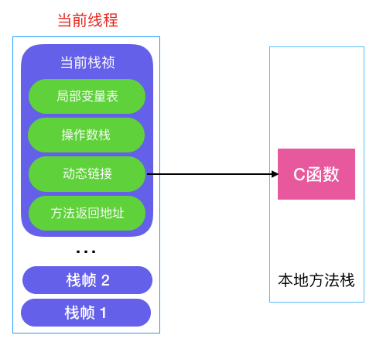 当前线程
当前栈桢
局部变量表
操作数栈
动态链接
方法返回地址
...
栈帧 2
栈帧 1
C函数
本地方法栈